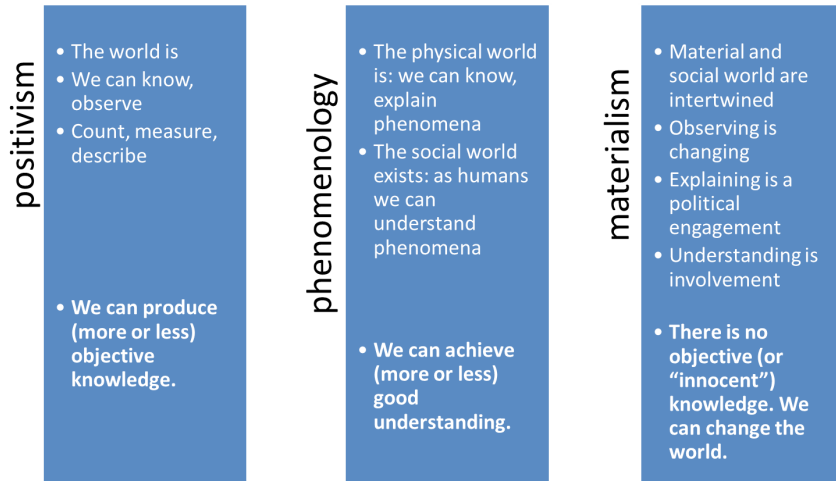 positivism
• The world is
• We can know,
observe
• Count, measure,
describe
• We can produce
(more or less)
objective
knowledge.
phenomenology
• The physical world
is: we can know,
explain
phenomena
• The social world
exists: as humans
we can
understand
phenomena
• We can achieve
(more or less)
good
understanding.
materialism
• Material and
social world are
intertwined
• Observing is
changing
• Explaining is a
political
engagement
• Understanding is
involvement
• There is no
objective (or
“innocent”)
knowledge. We
can change the
world.